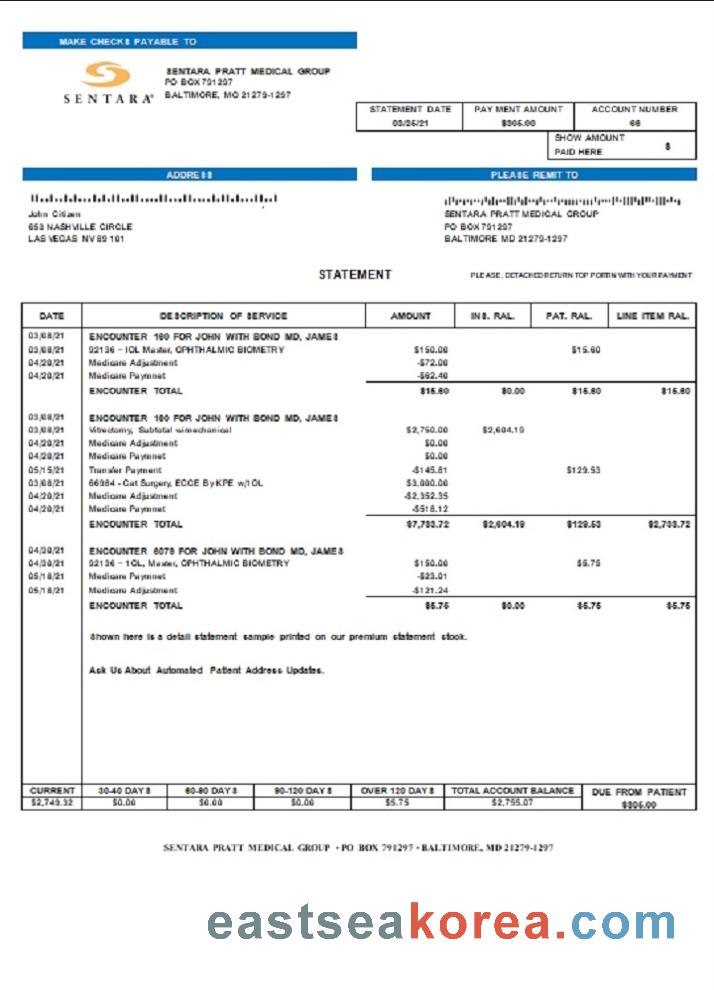 MAKE CHECKS PAYABLE TO
SENTARA®
SENTARA PRATT MEDICAL GROUP
PO BOX 791297
BALTIMORE, MO 21279-1297
STATEMENT DATE PAYMENT AMOUNT ACCOUNT NUMBER
03/25/21 $305.00 66
SHOW AMOUNT
PAID HERE $
ADDRESS
PLEASE REMIT TO
John Citizen
653 NASHVILLE CIRCLE
LAS VEGAS NV 89 101
SENTARA PRATT MEDICAL GROUP
PO BOX 791297
BALTIMORE MD 21279-1297
STATEMENT
PLEASE, DETACHED RETURN TOP PORTIN WITH YOUR PAYMENT
DATE DESCRIPTION OF SERVICE AMOUNT INS. RAL. PAT. RAL. LINE ITEM RAL.
03/08/21 ENCOUNTER 160 FOR JOHN WITH BOND MD, JAMES
03/08/21 92136 - IOL Master, OPHTHALMIC BIOMETRY $150.00 $15.60
04/20/21 Medicare Adjustment -$72.00
04/20/21 Medicare Paymnet -$62.40
ENCOUNTER TOTAL $15.60 $0.00 $15.60 $15.60
03/08/21 ENCOUNTER 160 FOR JOHN WITH BOND MD, JAMES
03/08/21 Vitrectomy, Subtotal w/mechanical $2,750.00 $2,604.19
04/20/21 Medicare Adjustment $0.00
04/20/21 Medicare Paymnet $0.00
05/15/21 Transfer Payment -$145.81 $129.53
03/08/21 66984 - Cat Surgery, ECCE By KPE w/IOL $3,000.00
04/20/21 Medicare Adjustment -$2,352.35
04/20/21 Medicare Paymnet -$518.12
ENCOUNTER TOTAL $7,733.72 $2,604.19 $129.53 $2,733.72
04/30/21 ENCOUNTER 6078 FOR JOHN WITH BOND MD, JAMES
04/30/21 92136 - 1OL, Master, OPHTHALMIC BIOMETRY $150.00 $5.75
05/18/21 Medicare Paymnet -$23.01
05/18/21 Medicare Adjustment -$121.24
ENCOUNTER TOTAL $5.75 $0.00 $5.75 $5.75
Shown here is a detail statement sample printed on our premium statement stook.
Ask Us About Automated Patient Address Updates.
CURRENT 30-40 DAYS 60-90 DAYS 90-120 DAYS OVER 120 DAYS TOTAL ACCOUNT BALANCE DUE FROM PATIENT
$2,749.32 $0.00 $0.00 $0.00 $5.75 $2,755.07 $305.00
SENTARA PRATT MEDICAL GROUP • PO BOX 791297 • BALTIMORE, MD 21279-1297
eastseakorea.com